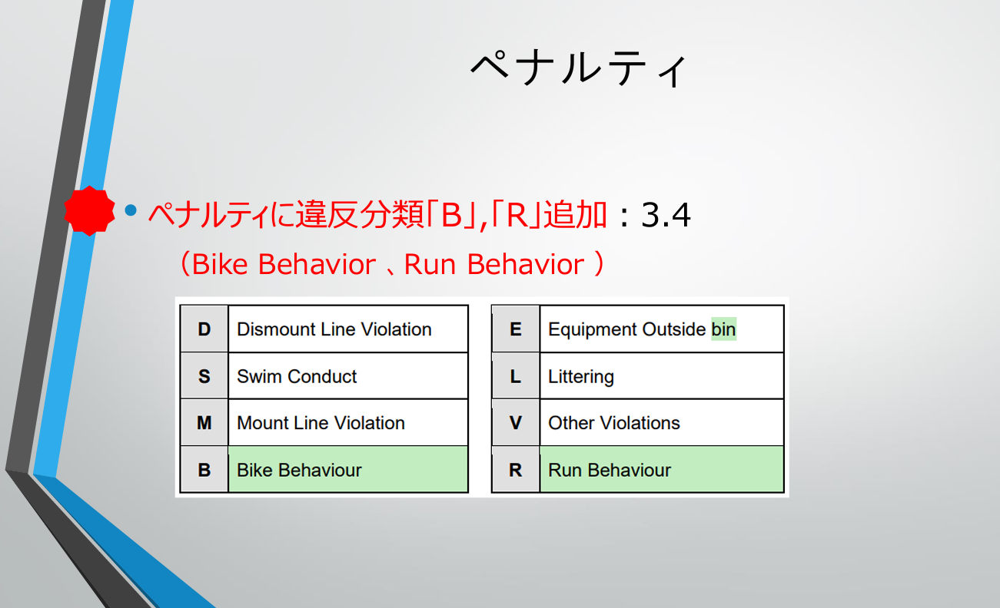 ペナルティ
• ペナルティに違反分類「B」,「R」追加：3.4
（Bike Behavior 、Run Behavior ）
D Dismount Line Violation E Equipment Outside bin
S Swim Conduct L Littering
M Mount Line Violation V Other Violations
B Bike Behaviour R Run Behaviour